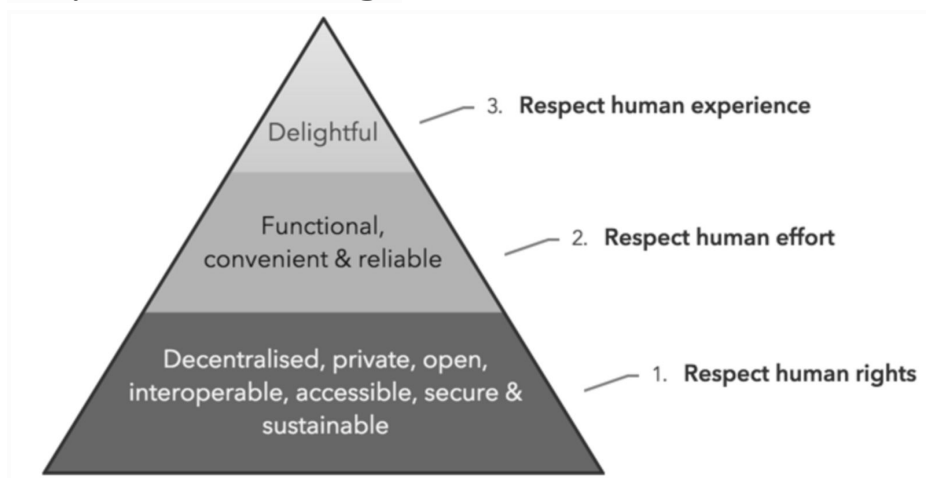 3. Respect human experience
Delightful
Functional,
convenient & reliable
2. Respect human effort
Decentralised, private, open,
interoperable, accessible, secure &
sustainable
1. Respect human rights